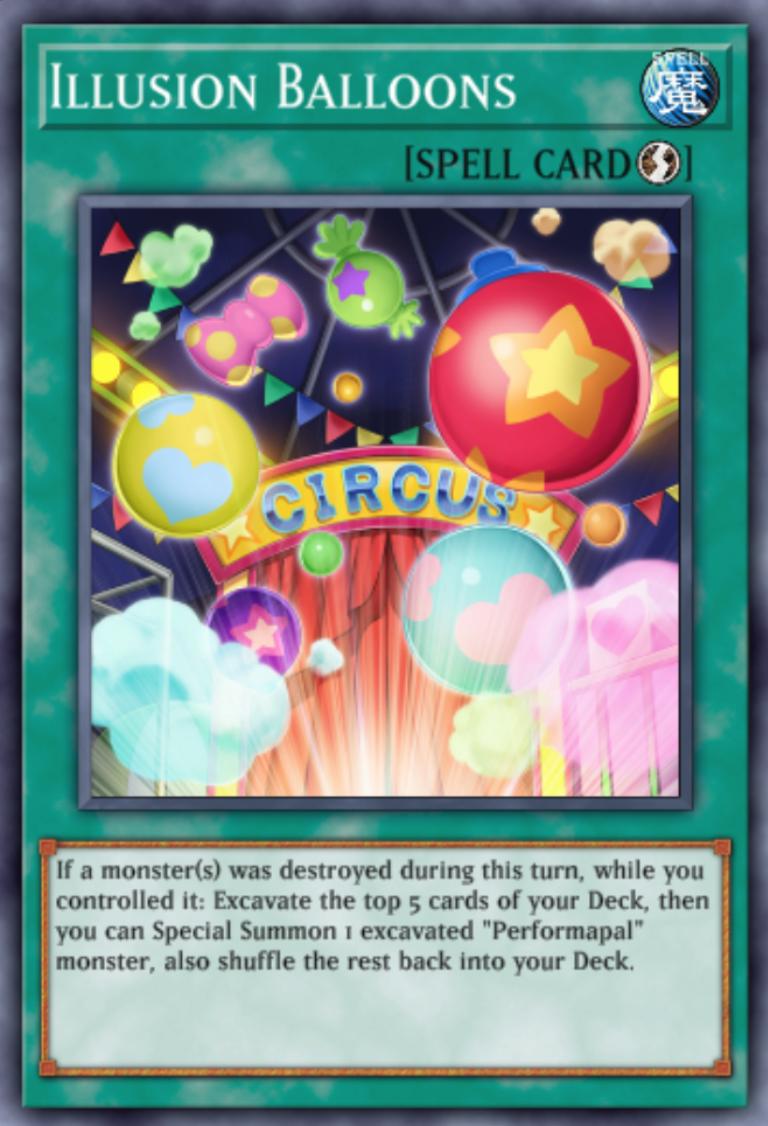 ILLUSION BALLOONS
SPELL
魔
[SPELL CARD]
CIRCUS
If a monster(s) was destroyed during this turn, while you
controlled it: Excavate the top 5 cards of your Deck, then
you can Special Summon 1 excavated "Performapal"
monster, also shuffle the rest back into your Deck.